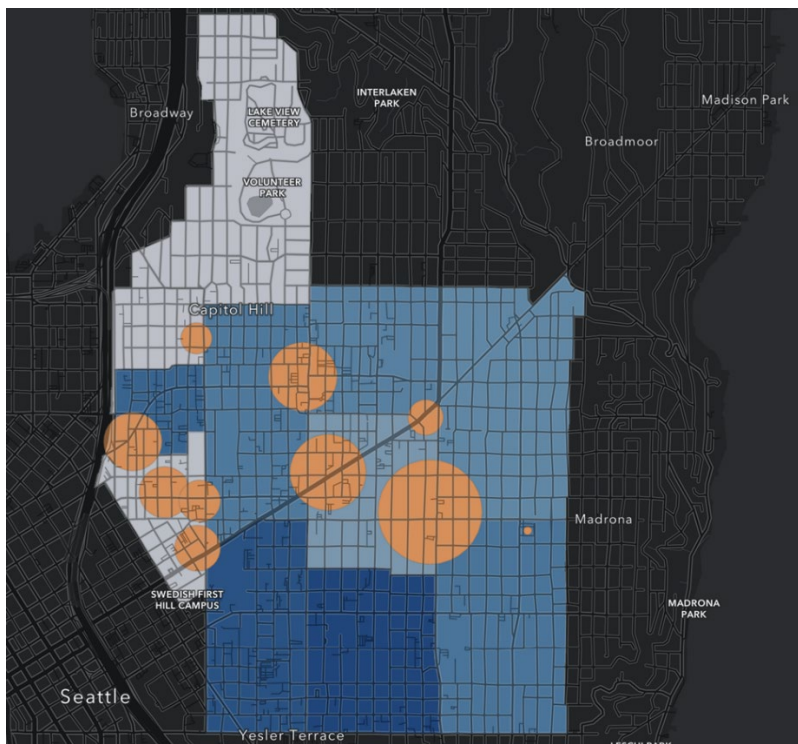 Broadway
LAKE VIEW
CEMETERY
INTERLAKEN
PARK
Madison Park
Broadmoor
VOLUNTEER
PARK
Capitol Hill
Madrona
SWEDISH FIRST
HILL CAMPUS
MADRONA
PARK
Seattle
Yesler Terrace